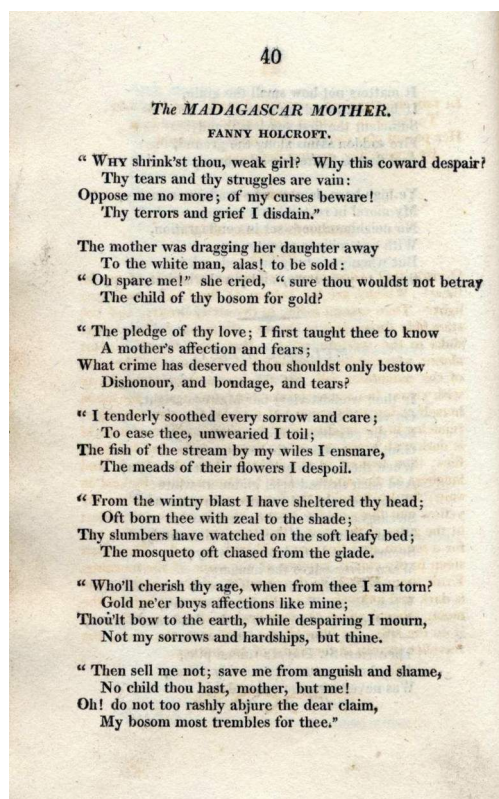 40
The MADAGASCAR MOTHER.
FANNY HOLCROFT.
“ WHY shrink'st thou, weak girl? Why this coward despair?
Thy tears and thy struggles are vain:
Oppose me no more; of my curses beware!
Thy terrors and grief I disdain.”
The mother was dragging her daughter away
To the white man, alas! to be sold:
“ Oh spare me!” she cried, “ sure thou wouldst not betray
The child of thy bosom for gold?
“ The pledge of thy love; I first taught thee to know
A mother's affection and fears;
What crime has deserved thou shouldst only bestow
Dishonour, and bondage, and tears?
“ I tenderly soothed every sorrow and care;
To ease thee, unwearied I toil;
The fish of the stream by my wiles I ensnare,
The meads of their flowers I despoil.
“ From the wintry blast I have sheltered thy head;
Oft born thee with zeal to the shade;
Thy slumbers have watched on the soft leafy bed;
The mosqueto oft chased from the glade.
“ Who'll cherish thy age, when from thee I am torn?
Gold ne'er buys affections like mine;
Thou'lt bow to the earth, while despairing I mourn,
Not my sorrows and hardships, but thine.
“ Then sell me not; save me from anguish and shame,
No child thou hast, mother, but me!
Oh! do not too rashly abjure the dear claim,
My bosom most trembles for thee.”